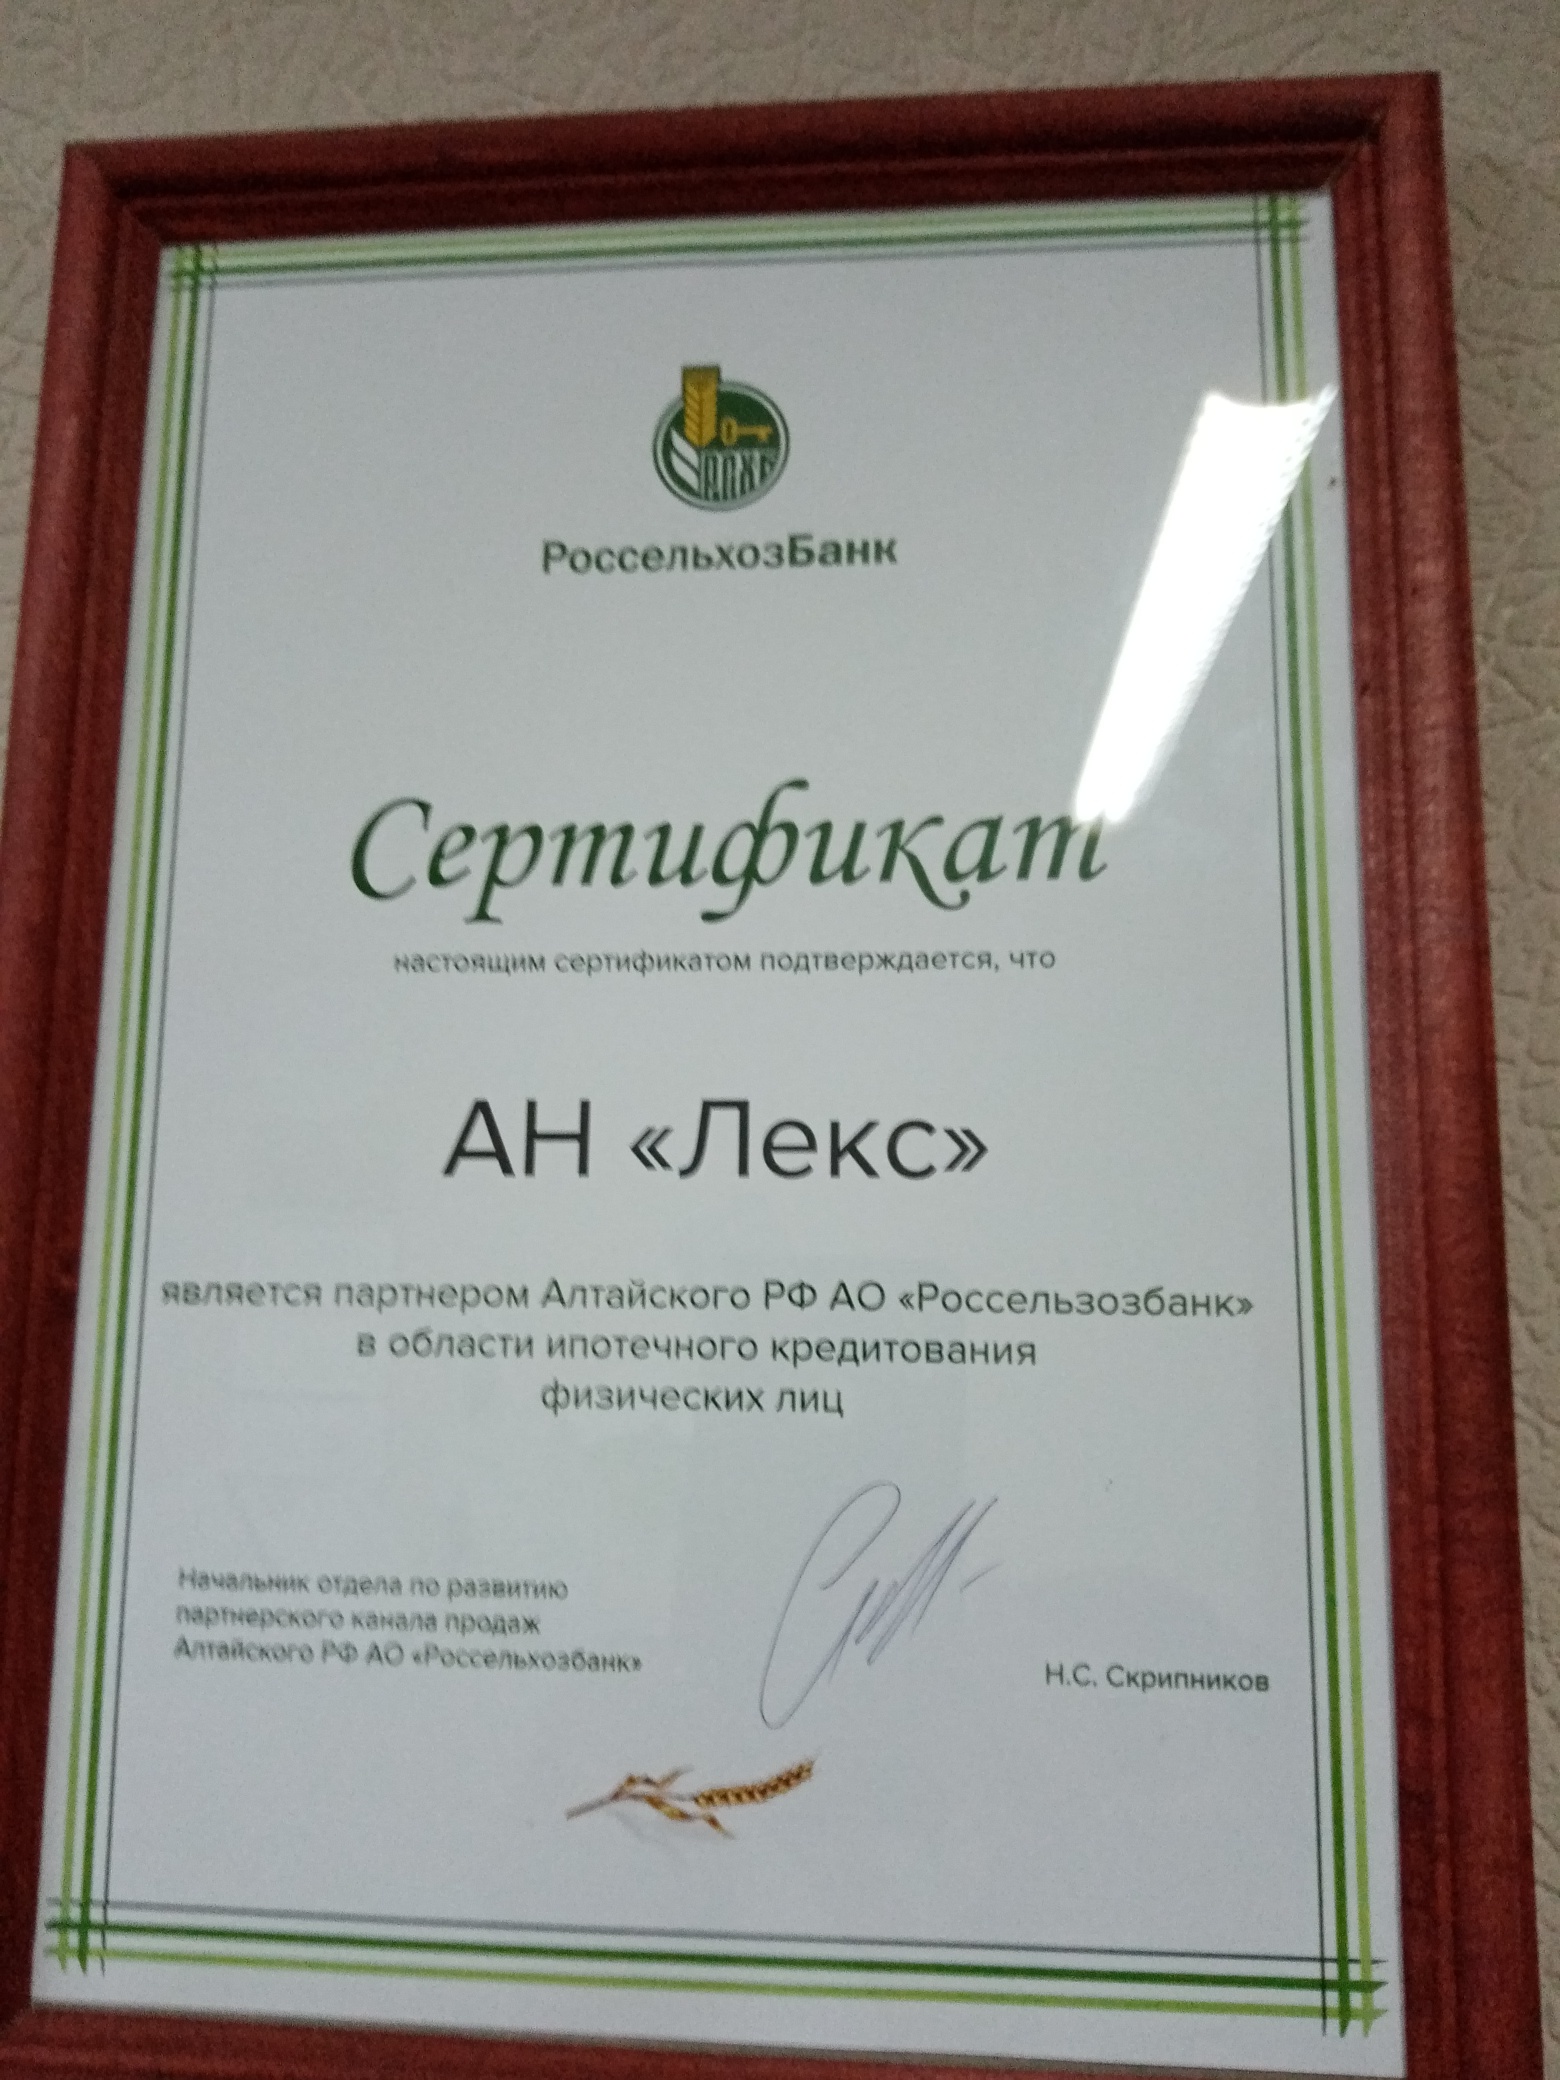 РСХБ
РоссельхозБанк
Сертификат
настоящим сертификатом подтверждается, что
АН «Лекс»
является партнером Алтайского РФ АО «Россельзозбанк»
в области ипотечного кредитования
физических лиц
Начальник отдела по развитию
партнерского канала продаж
Алтайского РФ АО «Россельхозбанк»
Н.С. Скрипников